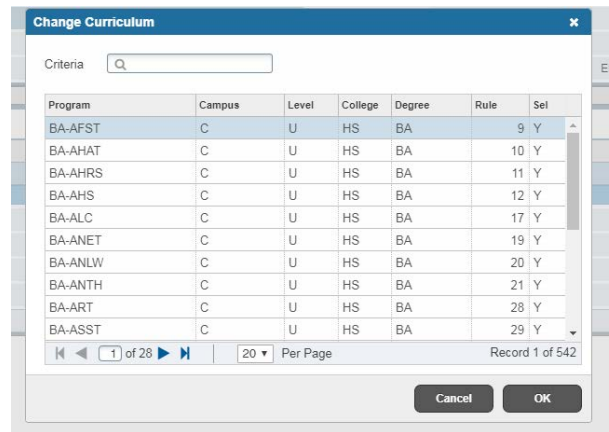 Change Curriculum
Criteria
E
Program Campus Level College Degree Rule Sel
BA-AFST C U HS BA 9 Y
BA-AHAT C U HS BA 10 Y
BA-AHRS C U HS BA 11 Y
BA-AHS C U HS BA 12 Y
BA-ALC C U HS BA 17 Y
BA-ANET C U HS BA 19 Y
BA-ANLW C U HS BA 20 Y
BA-ANTH C U HS BA 21 Y
BA-ART C U HS BA 28 Y
BA-ASST C U HS BA 29 Y
1 of 28 20 Per Page Record 1 of 542
Cancel OK